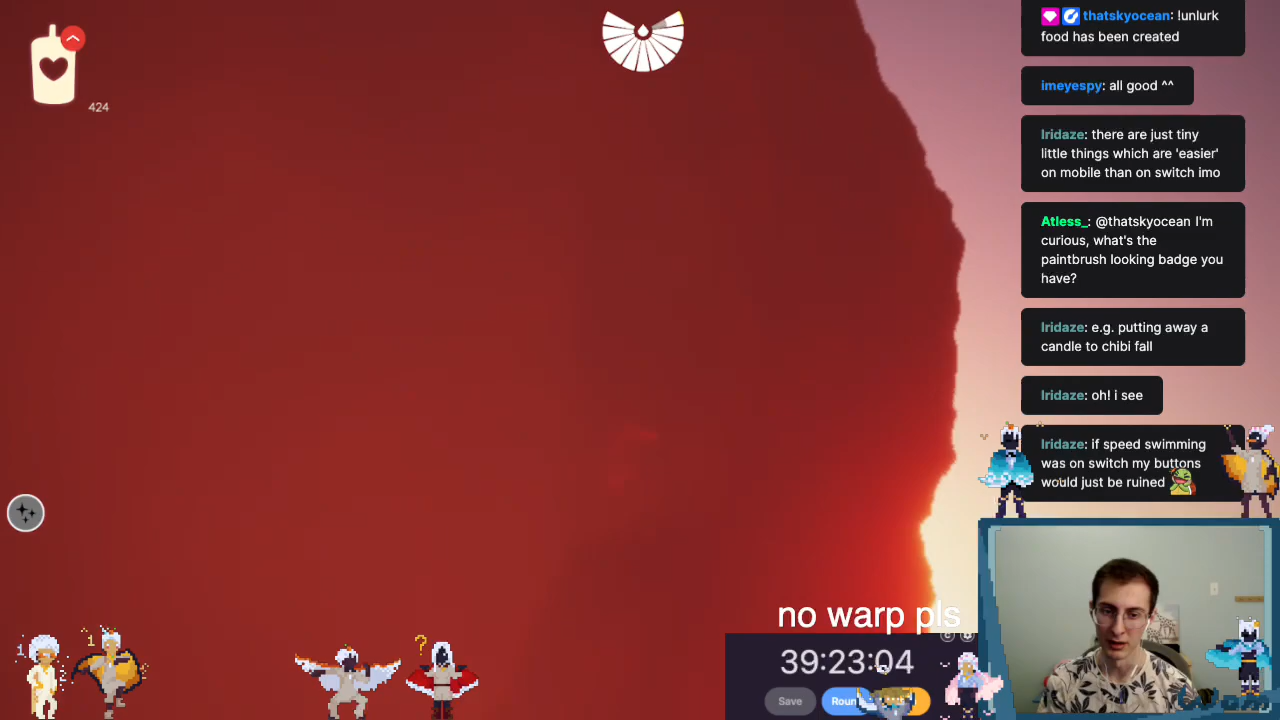 424
thatskyocean: !unlurk
food has been created
imeyespy: all good ^^
Iridaze: there are just tiny
little things which are 'easier'
on mobile than on switch imo
Atless_: @thatskyocean I'm
curious, what's the
paintbrush looking badge you
have?
Iridaze: e.g. putting away a
candle to chibi fall
Iridaze: oh! i see
Iridaze: if speed swimming
was on switch my buttons
would just be ruined
no warp pls
39:23:04
Save